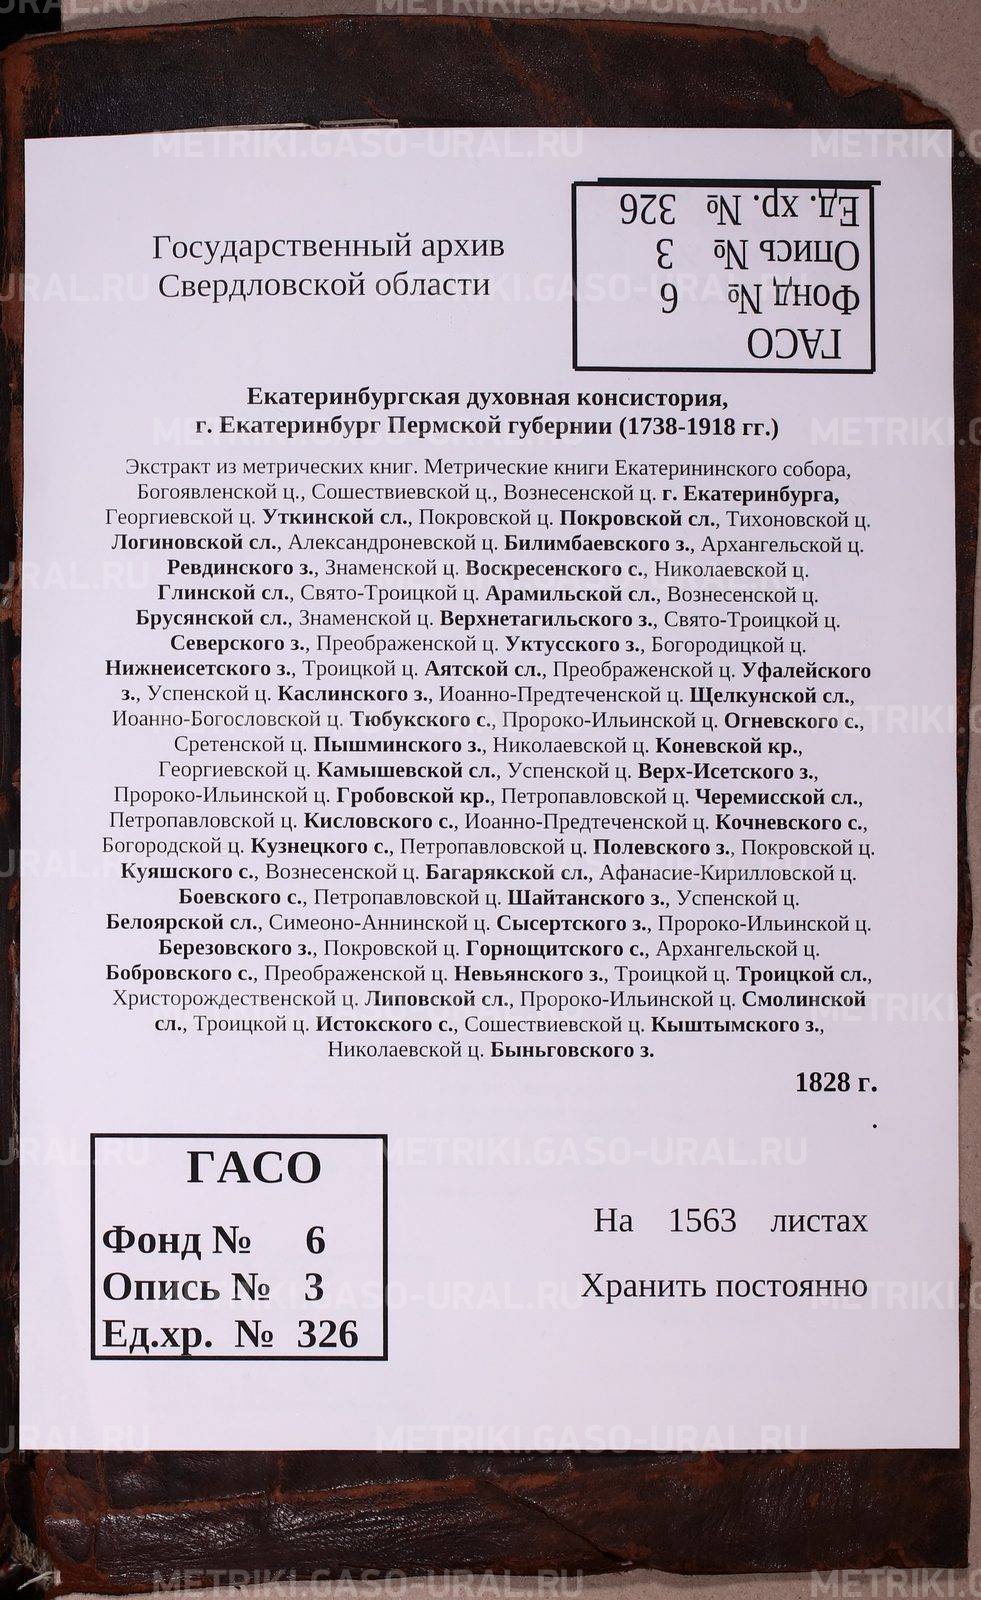 Государственный архив
Свердловской области
ГАСО
Фонд № 6
Опись № 3
Ед. хр. № 326
Екатеринбургская духовная консистория,
г. Екатеринбург Пермской губернии (1738-1918 гг.)
Экстракт из метрических книг. Метрические книги Екатерининского собора,
Богоявленской ц., Сошествиевской ц., Вознесенской ц. г. Екатеринбурга,
Георгиевской ц. Уткинской сл., Покровской ц. Покровской сл., Тихоновской ц.
Логиновской сл., Александроневской ц. Билимбаевского з., Архангельской ц.
Ревдинского з., Знаменской ц. Воскресенского с., Николаевской ц.
Глинской сл., Свято-Троицкой ц. Арамильской сл., Вознесенской ц.
Брусянской сл., Знаменской ц. Верхнетагильского з., Свято-Троицкой ц.
Северского з., Преображенской ц. Уктусского з., Богородицкой ц.
Нижнеисетского з., Троицкой ц. Аятской сл., Преображенской ц. Уфалейского
з., Успенской ц. Каслинского з., Иоанно-Предтеченской ц. Щелкунской сл.,
Иоанно-Богословской ц. Тюбукского с., Пророко-Ильинской ц. Огневского с.,
Сретенской ц. Пышминского з., Николаевской ц. Коневской кр.,
Георгиевской ц. Камышевской сл., Успенской ц. Верх-Исетского з.,
Пророко-Ильинской ц. Гробовской кр., Петропавловской ц. Черемисской сл.,
Петропавловской ц. Кисловского с., Иоанно-Предтеченской ц. Кочневского с.,
Богородской ц. Кузнецкого с., Петропавловской ц. Полевского з., Покровской ц.
Куяшского с., Вознесенской ц. Багарякской сл., Афанасие-Кирилловской ц.
Боевского с., Петропавловской ц. Шайтанского з., Успенской ц.
Белоярской сл., Симеоно-Аннинской ц. Сысертского з., Пророко-Ильинской ц.
Березовского з., Покровской ц. Горнощитского с., Архангельской ц.
Бобровского с., Преображенской ц. Невьянского з., Троицкой ц. Троицкой сл.,
Христорождественской ц. Липовской сл., Пророко-Ильинской ц. Смолинской
сл., Троицкой ц. Истокского с., Сошествиевской ц. Кыштымского з.,
Николаевской ц. Быньговского з.
1828 г.
.
ГАСО
Фонд № 6
Опись № 3
Ед.хр. № 326
На 1563 листах
Хранить постоянно
METRIKI.GASO-URAL.RU